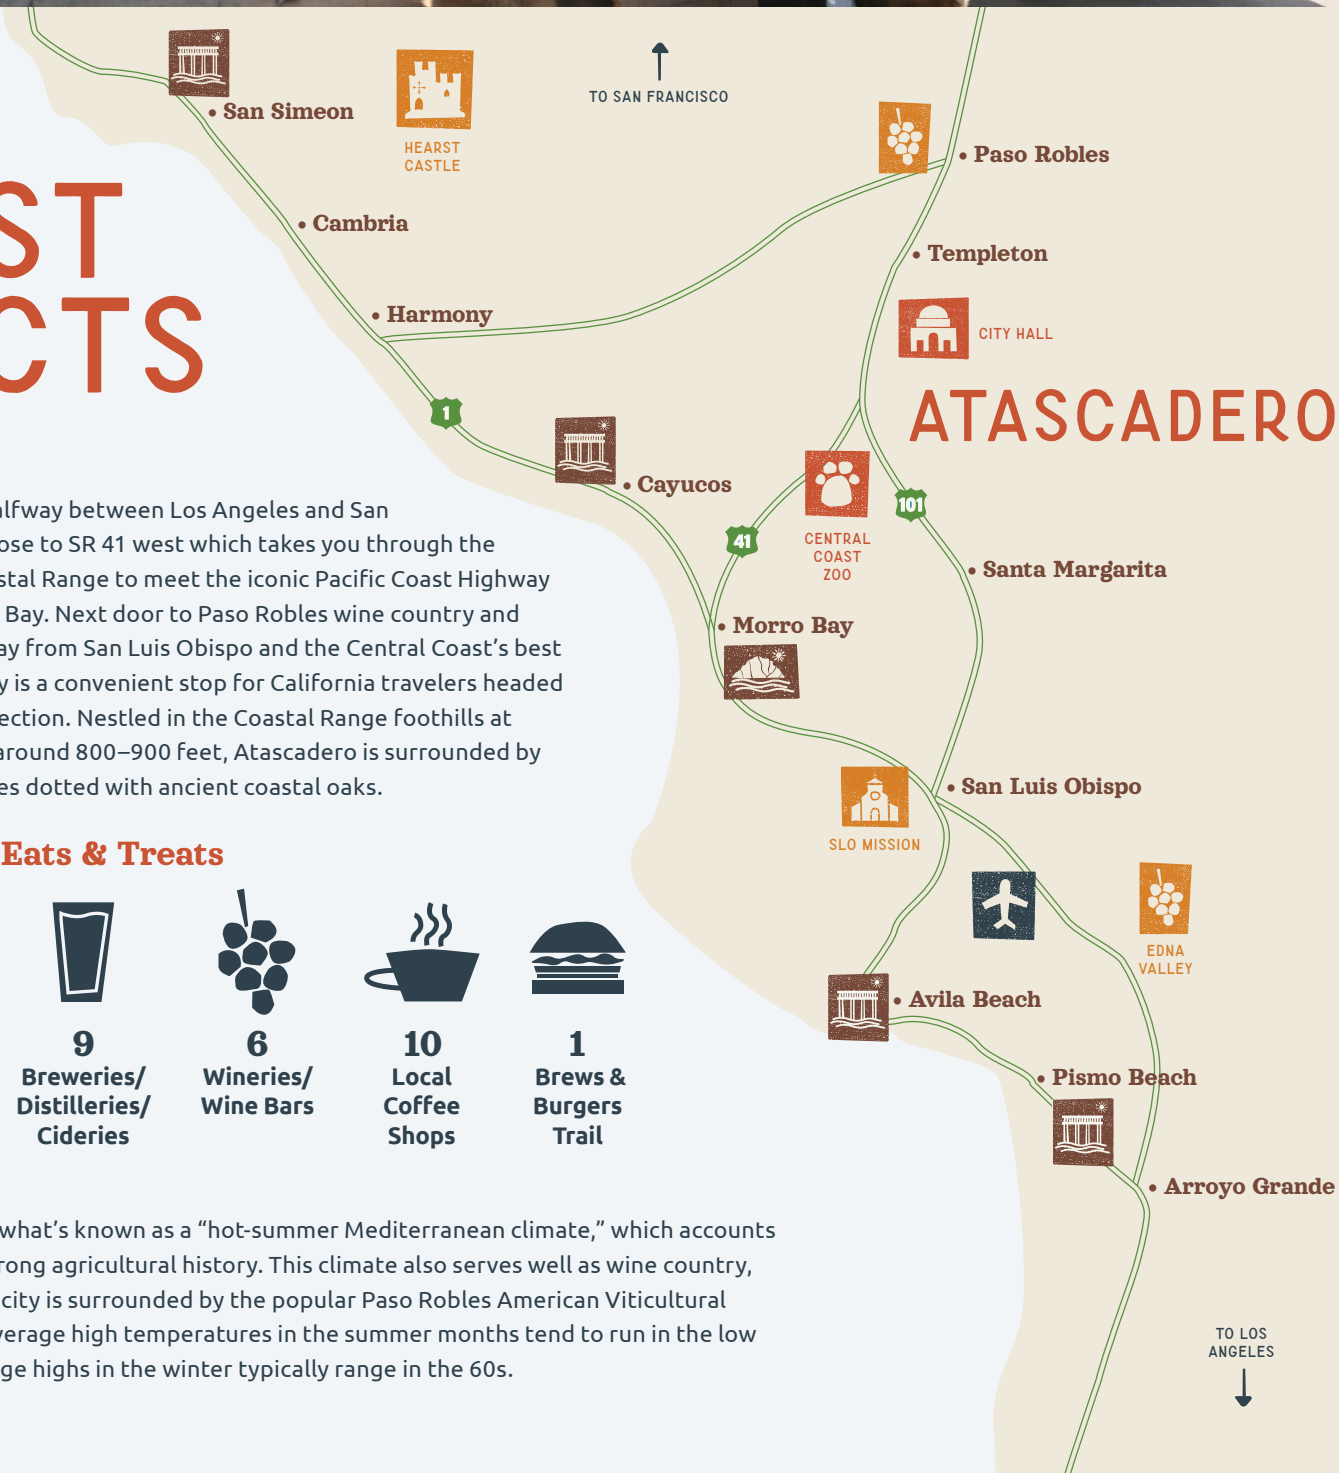 TO SAN FRANCISCO
San Simeon
HEARST
CASTLE
Paso Robles
ST
Cambria
Templeton
CTS
Harmony
CITY HALL
ATASCADERO
1
Cayucos
101
41
CENTRAL
COAST
ZOO
Santa Margarita
Morro Bay
San Luis Obispo
SLO MISSION
EDNA
VALLEY
Avila Beach
Pismo Beach
Arroyo Grande
TO LOS
ANGELES
alfway between Los Angeles and San
ose to SR 41 west which takes you through the
stal Range to meet the iconic Pacific Coast Highway
Bay. Next door to Paso Robles wine country and
ay from San Luis Obispo and the Central Coast’s best
y is a convenient stop for California travelers headed
ection. Nestled in the Coastal Range foothills at
around 800–900 feet, Atascadero is surrounded by
es dotted with ancient coastal oaks.
Eats & Treats
9
Breweries/
Distilleries/
Cideries
6
Wineries/
Wine Bars
10
Local
Coffee
Shops
1
Brews &
Burgers
Trail
what’s known as a “hot-summer Mediterranean climate,” which accounts
rong agricultural history. This climate also serves well as wine country,
city is surrounded by the popular Paso Robles American Viticultural
verage high temperatures in the summer months tend to run in the low
ge highs in the winter typically range in the 60s.